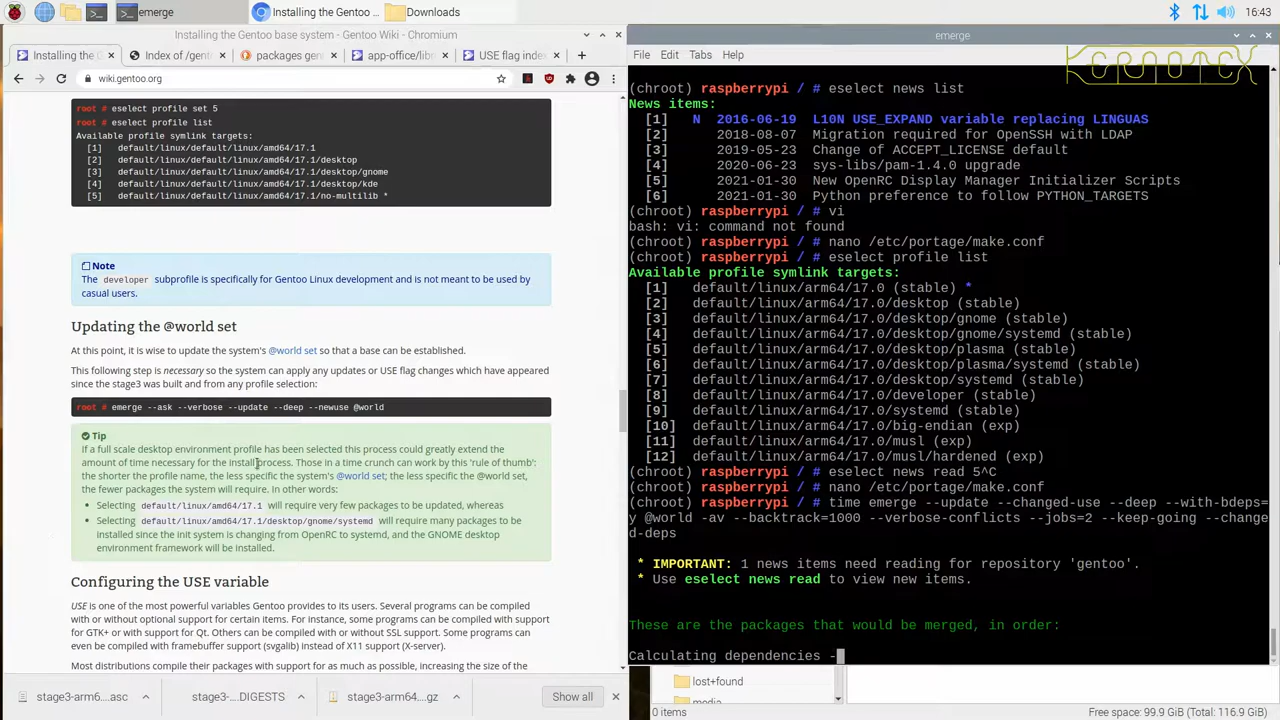 emerge
Installing the Gentoo ...
Downloads
16:43
Installing the Gentoo base system - Gentoo Wiki - Chromium
Installing the G
Index of /gento
packages gen
app-office/lib
USE flag index
wiki.gentoo.org
root # eselect profile set 5
root # eselect profile list
Available profile symlink targets:
[1] default/linux/default/linux/amd64/17.1
[2] default/linux/default/linux/amd64/17.1/desktop
[3] default/linux/default/linux/amd64/17.1/desktop/gnome
[4] default/linux/default/linux/amd64/17.1/desktop/kde
[5] default/linux/default/linux/amd64/17.1/no-multilib *
Note
The developer subprofile is specifically for Gentoo Linux development and is not meant to be used by
casual users.
Updating the @world set
At this point, it is wise to update the system's @world set so that a base can be established.
This following step is necessary so the system can apply any updates or USE flag changes which have appeared
since the stage3 was built and from any profile selection:
root # emerge --ask --verbose --update --deep --newuse @world
Tip
If a full scale desktop environment profile has been selected this process could greatly extend the
amount of time necessary for the install process. Those in a time crunch can work by this 'rule of thumb':
the shorter the profile name, the less specific the system's @world set; the less specific the @world set,
the fewer packages the system will require. In other words:
Selecting default/linux/amd64/17.1 will require very few packages to be updated, whereas
Selecting default/linux/amd64/17.1/desktop/gnome/systemd will require many packages to be
installed since the init system is changing from OpenRC to systemd, and the GNOME desktop
environment framework will be installed.
Configuring the USE variable
USE is one of the most powerful variables Gentoo provides to its users. Several programs can be compiled
with or without optional support for certain items. For instance, some programs can be compiled with support
for GTK+ or with support for Qt. Others can be compiled with or without SSL support. Some programs can
even be compiled with framebuffer support (svgalib) instead of X11 support (X-server).
Most distributions compile their packages with support for as much as possible, increasing the size of the
stage3-arm6....asc
stage3-....DIGESTS
stage3-arm64....gz
Show all
emerge
File Edit Tabs Help
(chroot) raspberrypi / # eselect news list
News items:
[1] N 2016-06-19 L10N USE_EXPAND variable replacing LINGUAS
[2] 2018-08-07 Migration required for OpenSSH with LDAP
[3] 2019-05-23 Change of ACCEPT_LICENSE default
[4] 2020-06-23 sys-libs/pam-1.4.0 upgrade
[5] 2021-01-30 New OpenRC Display Manager Initializer Scripts
[6] 2021-01-30 Python preference to follow PYTHON_TARGETS
(chroot) raspberrypi / # vi
bash: vi: command not found
(chroot) raspberrypi / # nano /etc/portage/make.conf
(chroot) raspberrypi / # eselect profile list
Available profile symlink targets:
[1] default/linux/arm64/17.0 (stable) *
[2] default/linux/arm64/17.0/desktop (stable)
[3] default/linux/arm64/17.0/desktop/gnome (stable)
[4] default/linux/arm64/17.0/desktop/gnome/systemd (stable)
[5] default/linux/arm64/17.0/desktop/plasma (stable)
[6] default/linux/arm64/17.0/desktop/plasma/systemd (stable)
[7] default/linux/arm64/17.0/desktop/systemd (stable)
[8] default/linux/arm64/17.0/developer (stable)
[9] default/linux/arm64/17.0/systemd (stable)
[10] default/linux/arm64/17.0/big-endian (exp)
[11] default/linux/arm64/17.0/musl (exp)
[12] default/linux/arm64/17.0/musl/hardened (exp)
(chroot) raspberrypi / # eselect news read 5^C
(chroot) raspberrypi / # nano /etc/portage/make.conf
(chroot) raspberrypi / # time emerge --update --changed-use --deep --with-bdeps=
y @world -av --backtrack=1000 --verbose-conflicts --jobs=2 --keep-going --change
d-deps
* IMPORTANT: 1 news items need reading for repository 'gentoo'.
* Use eselect news read to view new items.
These are the packages that would be merged, in order:
Calculating dependencies -
lost+found
media
0 items
Free space: 99.9 GiB (Total: 116.9 GiB)